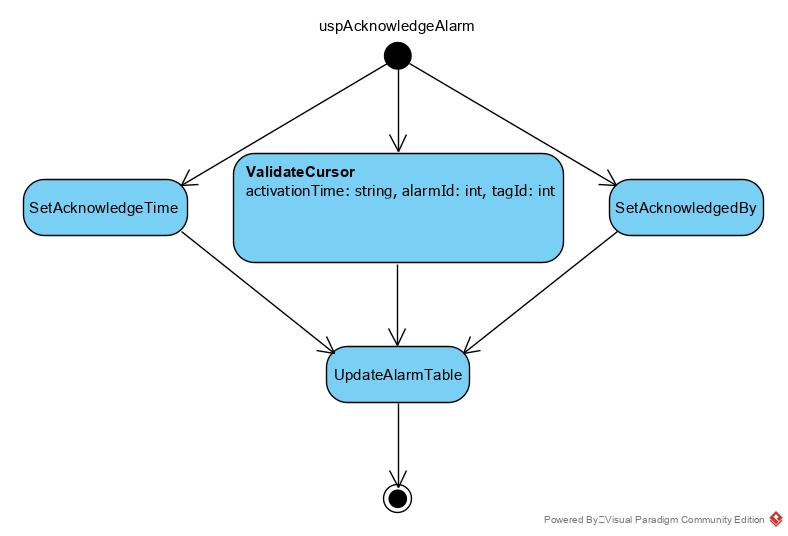 uspAcknowledgeAlarm
ValidateCursor
activationTime: string, alarmId: int, tagId: int
SetAcknowledgeTime
SetAcknowledgedBy
UpdateAlarmTable
Powered By Visual Paradigm Community Edition